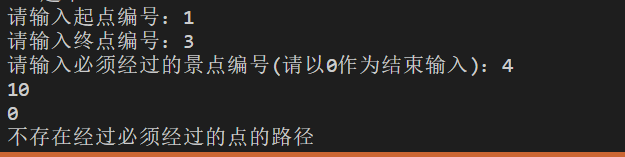 请输入起点编号：1
请输入终点编号：3
请输入必须经过的景点编号(请以0作为结束输入)：4
10
0
不存在经过必须经过的点的路径